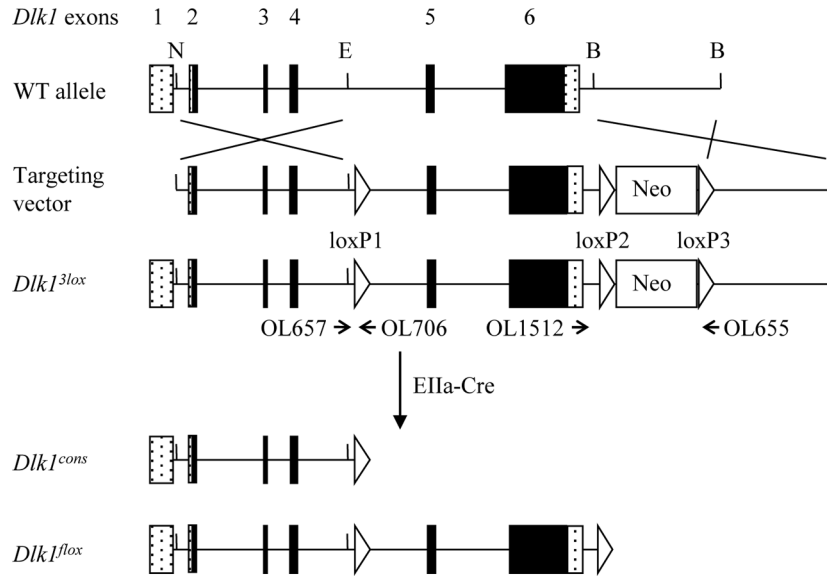 Dlk1 exons 1 2 3 4 5 6
N E B B
WT allele
Targeting
vector
Neo
loxP1 loxP2 loxP3
Dlk1^3lox
Neo
OL657 OL706 OL1512 OL655
EIIa-Cre
Dlk1^cons
Dlk1^flox